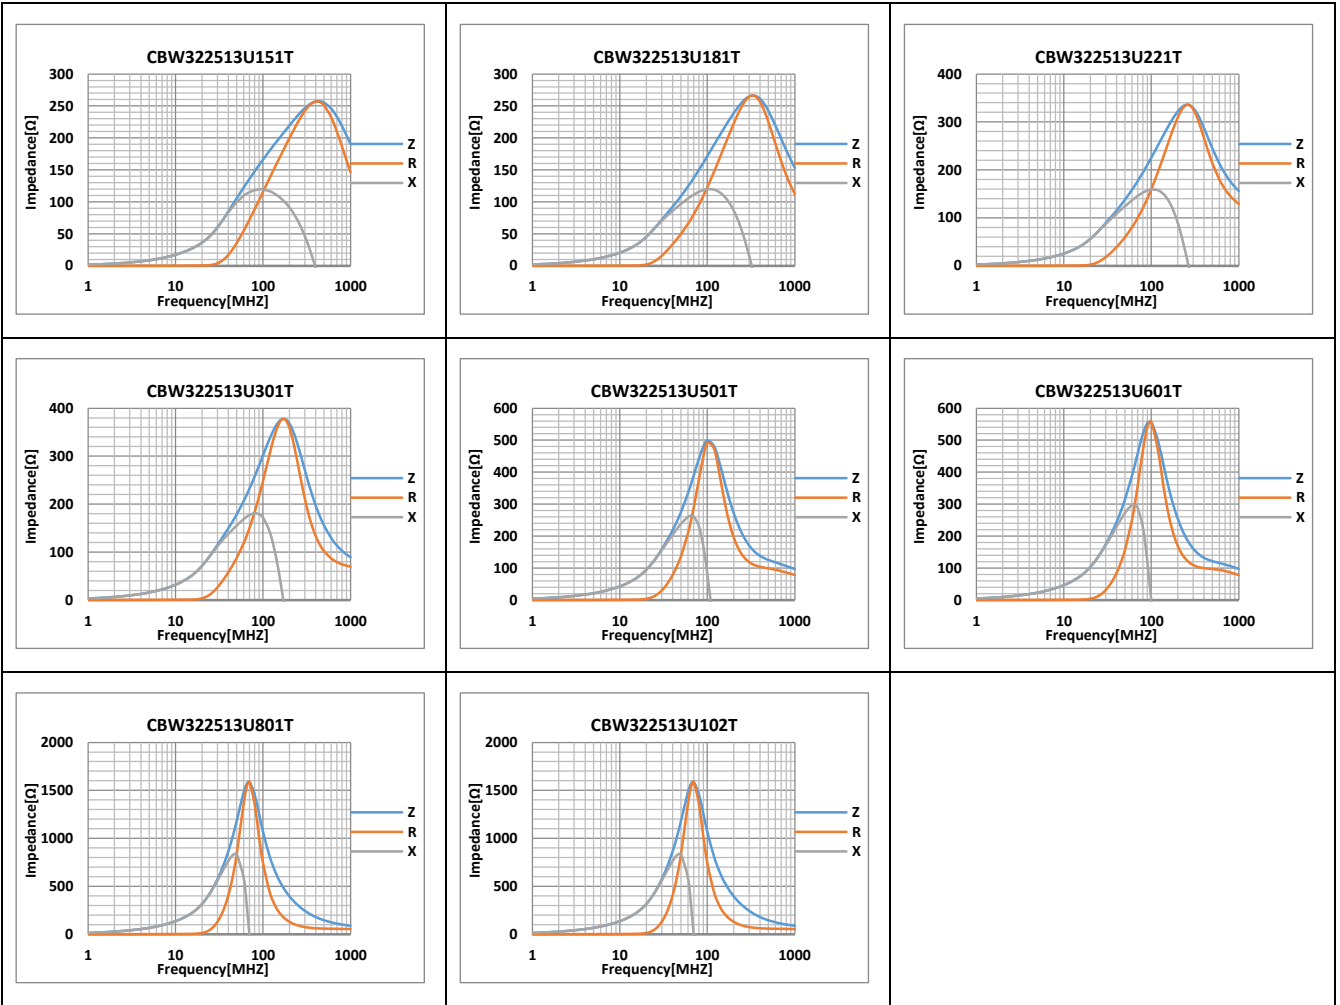 CBW322513U151T
Impedance[Ω]
300
250
200
150
100
50
0
1 10 100 1000
Frequency[MHZ]
Z
R
X
CBW322513U181T
Impedance[Ω]
300
250
200
150
100
50
0
1 10 100 1000
Frequency[MHZ]
Z
R
X
CBW322513U221T
Impedance[Ω]
400
300
200
100
0
1 10 100 1000
Frequency[MHZ]
Z
R
X
CBW322513U301T
Impedance[Ω]
400
300
200
100
0
1 10 100 1000
Frequency[MHZ]
Z
R
X
CBW322513U501T
Impedance[Ω]
600
500
400
300
200
100
0
1 10 100 1000
Frequency[MHZ]
Z
R
X
CBW322513U601T
Impedance[Ω]
600
500
400
300
200
100
0
1 10 100 1000
Frequency[MHZ]
Z
R
X
CBW322513U801T
Impedance[Ω]
2000
1500
1000
500
0
1 10 100 1000
Frequency[MHZ]
Z
R
X
CBW322513U102T
Impedance[Ω]
2000
1500
1000
500
0
1 10 100 1000
Frequency[MHZ]
Z
R
X